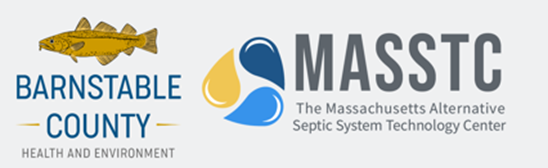 BARNSTABLE
COUNTY
HEALTH AND ENVIRONMENT
MASSTC
The Massachusetts Alternative
Septic System Technology Center